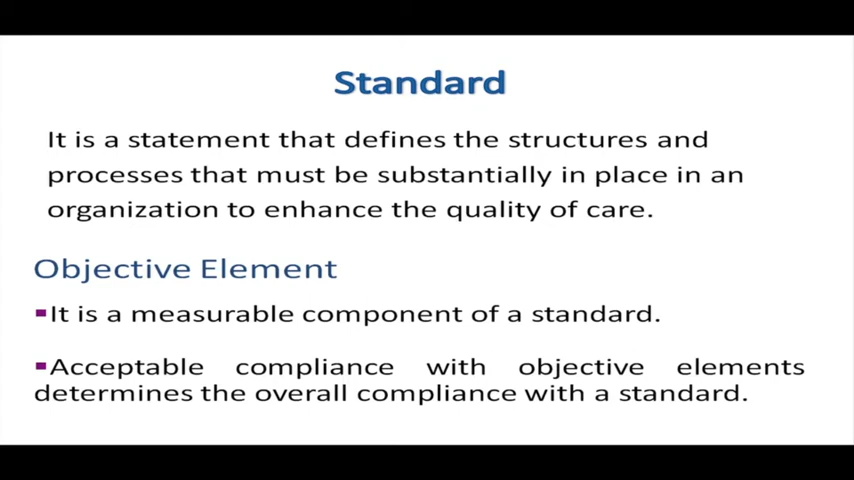 Standard
It is a statement that defines the structures and
processes that must be substantially in place in an
organization to enhance the quality of care.
Objective Element
▪It is a measurable component of a standard.
▪Acceptable compliance with objective elements
determines the overall compliance with a standard.